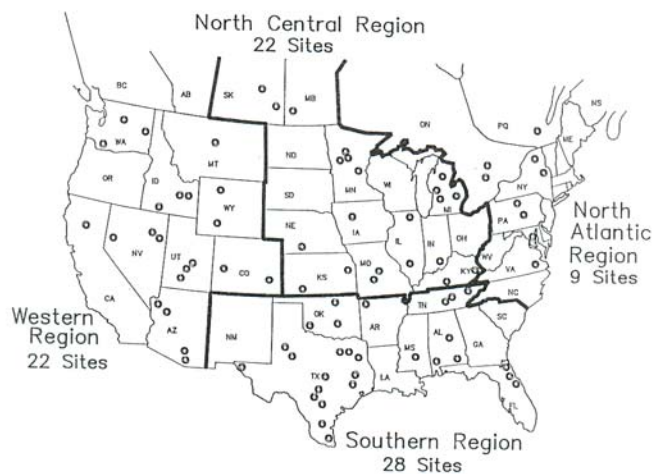 North Central Region
22 Sites
BC
AB
SK
MB
ON
PQ
NS
WA
MT
ND
MN
WI
MI
NY
ME
OR
ID
WY
SD
IA
PA
NE
IL
IN
OH
WV
NV
UT
CO
KS
MO
KY
VA
North
Atlantic
Region
9 Sites
CA
AZ
NM
OK
AR
TN
NC
SC
Western
Region
22 Sites
TX
LA
MS
AL
GA
FL
Southern Region
28 Sites